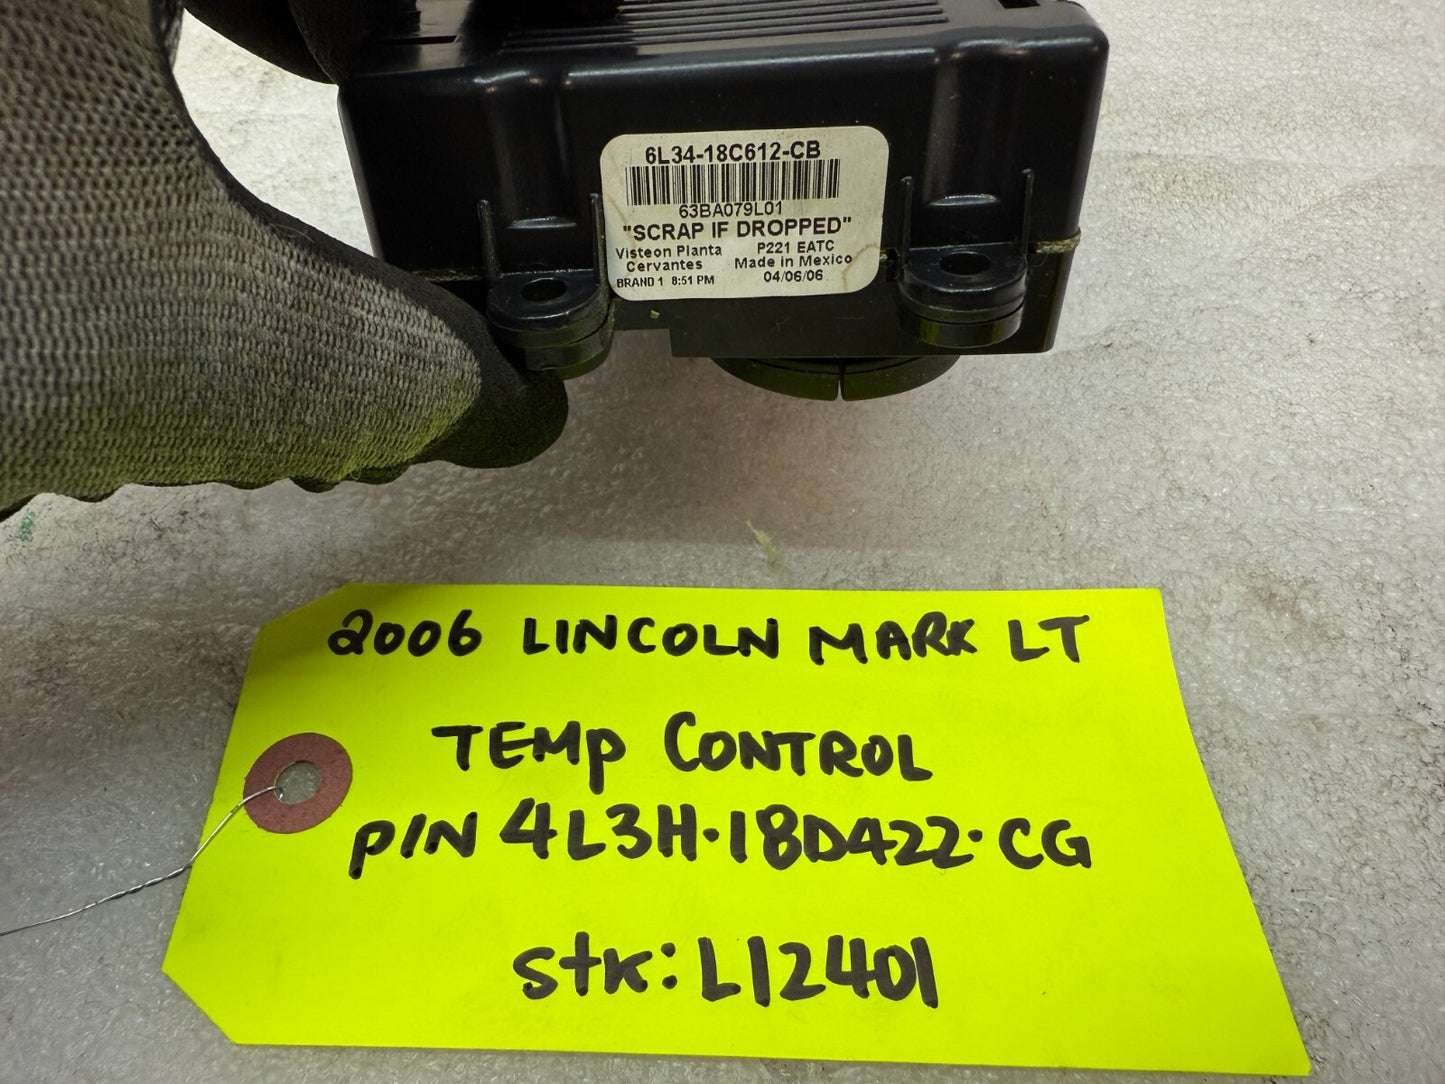 6L34-18C612-CB
63BA079L01
"SCRAP IF DROPPED"
Visteon Planta P221 EATC
Cervantes Made in Mexico
BRAND 1 8:51 PM 04/06/06
2006 LINCOLN MARK LT
TEMP CONTROL
P/N 4L3H-18D422-CG
stk: L12401